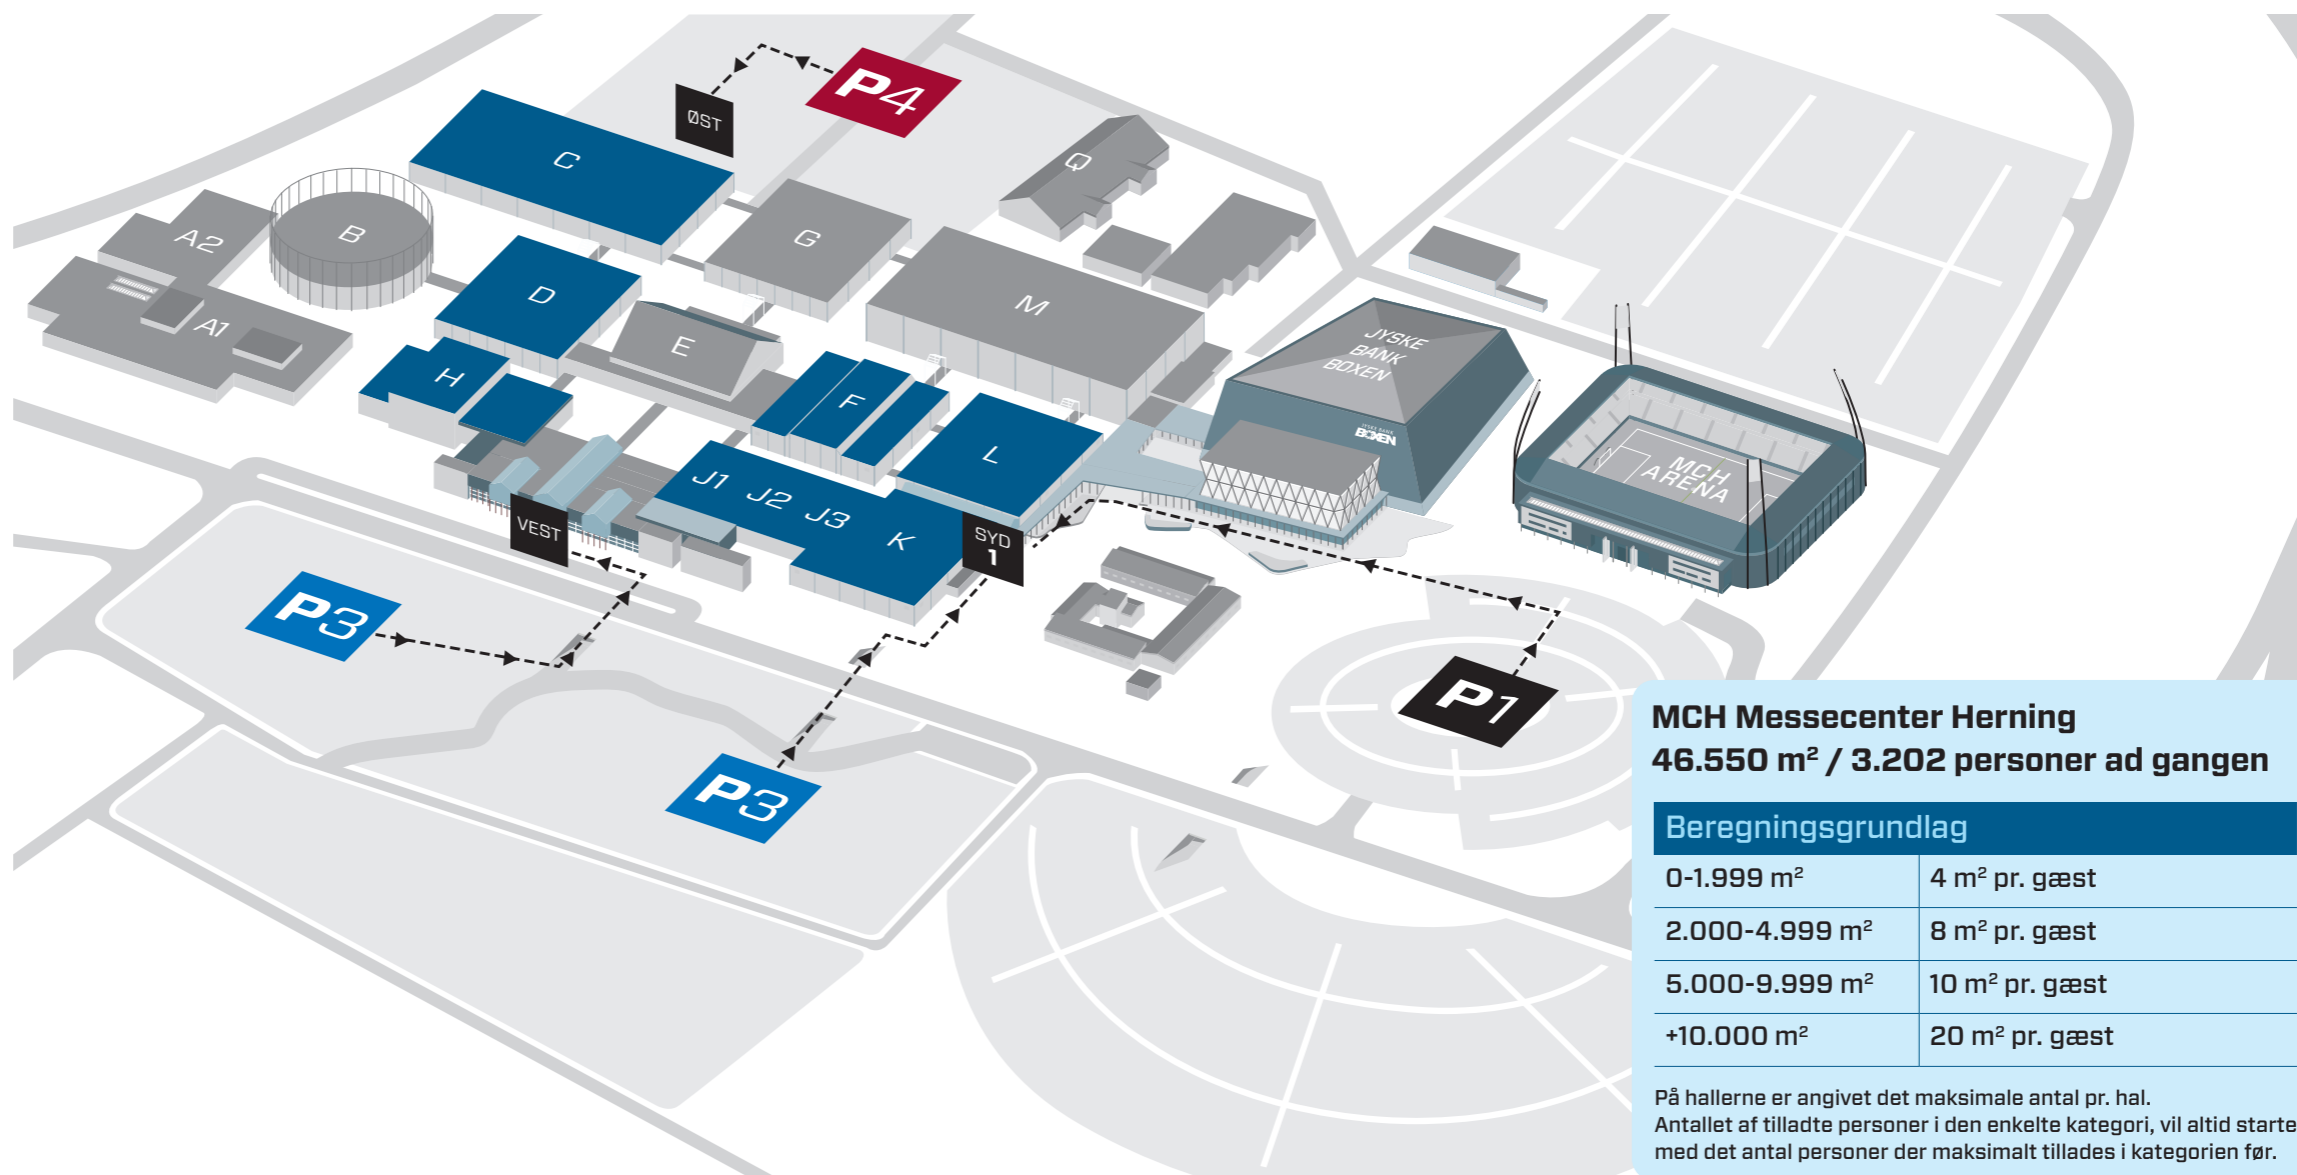 P4
ØST
C
Q
A2
B
G
D
M
A1
E
JYSKE
BANK
BOXEN
H
F
JYSKE BANK
BOXEN
L
MCH
ARENA
J1 J2 J3
K
VEST
SYD
1
P3
P1
P3
MCH Messecenter Herning
46.550 m² / 3.202 personer ad gangen
Beregningsgrundlag
0-1.999 m² 4 m² pr. gæst
2.000-4.999 m² 8 m² pr. gæst
5.000-9.999 m² 10 m² pr. gæst
+10.000 m² 20 m² pr. gæst
På hallerne er angivet det maksimale antal pr. hal.
Antallet af tilladte personer i den enkelte kategori, vil altid starte
med det antal personer der maksimalt tillades i kategorien før.